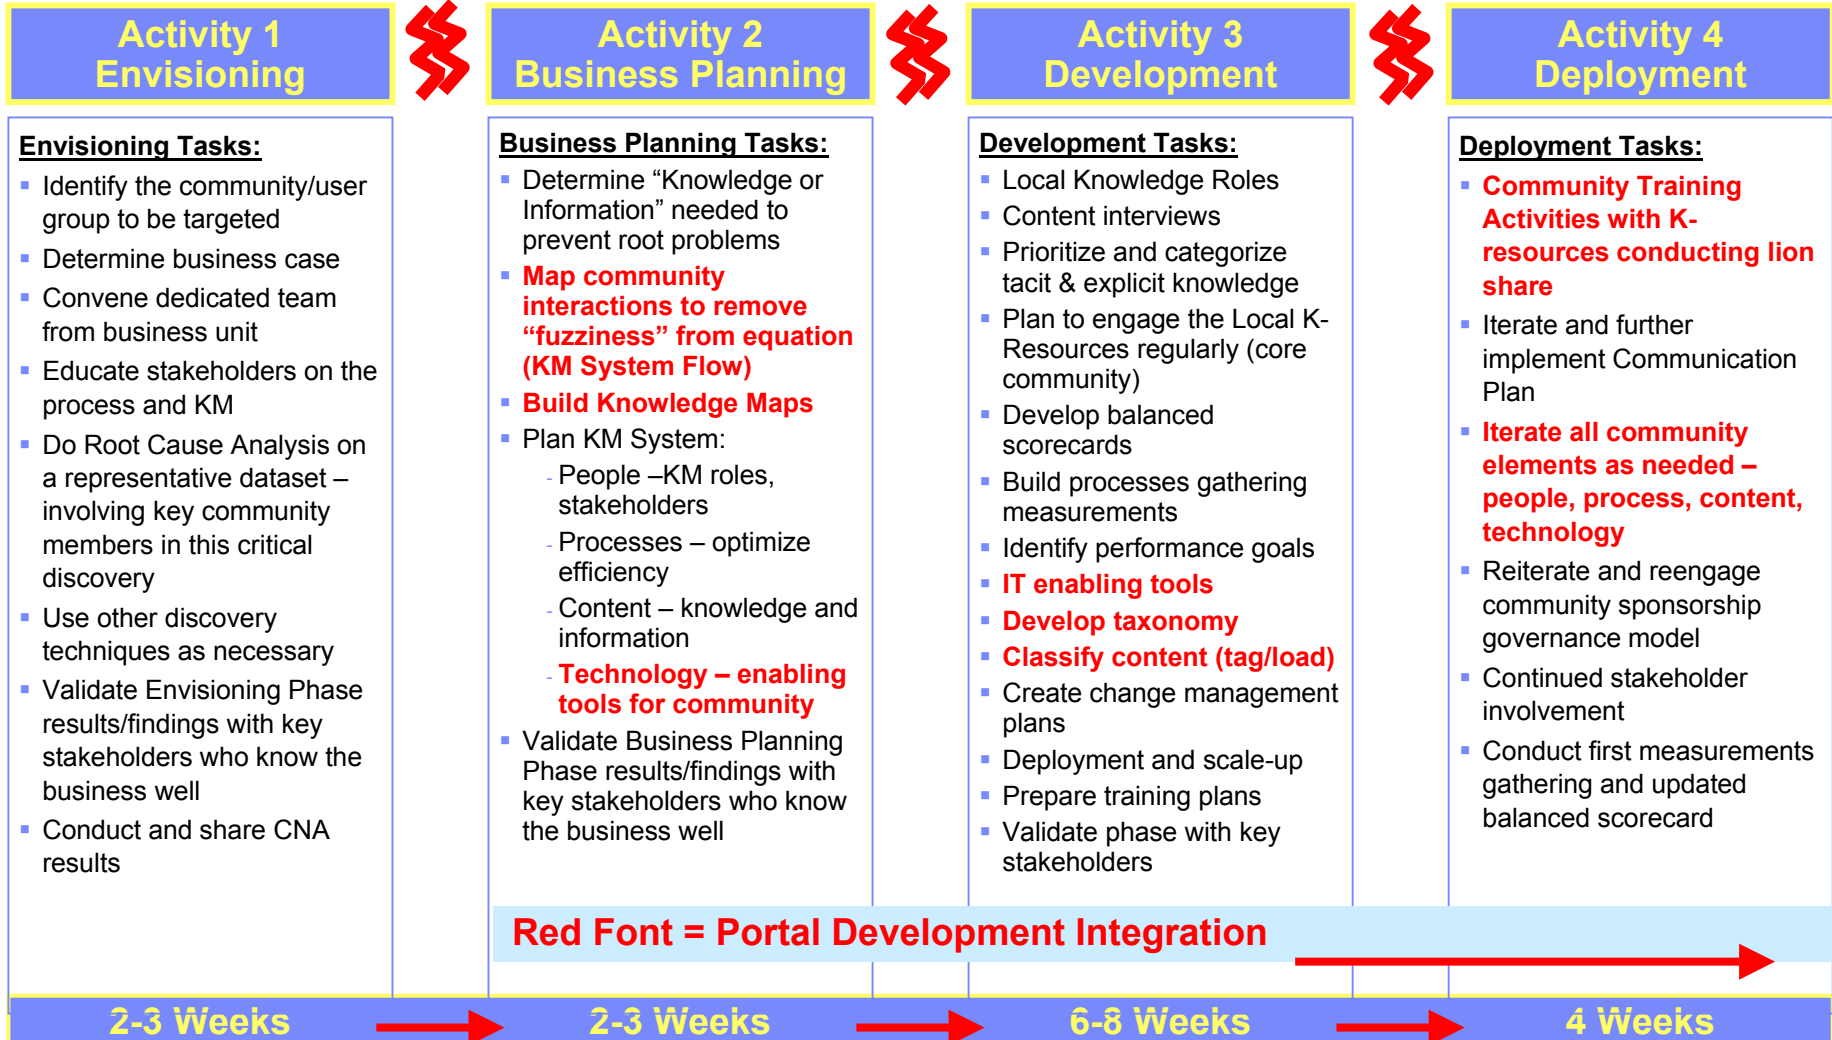 Activity 1
Envisioning
Activity 2
Business Planning
Activity 3
Development
Activity 4
Deployment
Envisioning Tasks:
Identify the community/user
group to be targeted
Determine business case
Convene dedicated team
from business unit
Educate stakeholders on the
process and KM
Do Root Cause Analysis on
a representative dataset –
involving key community
members in this critical
discovery
Use other discovery
techniques as necessary
Validate Envisioning Phase
results/findings with key
stakeholders who know the
business well
Conduct and share CNA
results
Business Planning Tasks:
Determine “Knowledge or
Information” needed to
prevent root problems
Map community
interactions to remove
“fuzziness” from equation
(KM System Flow)
Build Knowledge Maps
Plan KM System:
- People –KM roles,
stakeholders
- Processes – optimize
efficiency
- Content – knowledge and
information
- Technology – enabling
tools for community
Validate Business Planning
Phase results/findings with
key stakeholders who know
the business well
Development Tasks:
Local Knowledge Roles
Content interviews
Prioritize and categorize
tacit & explicit knowledge
Plan to engage the Local K-
Resources regularly (core
community)
Develop balanced
scorecards
Build processes gathering
measurements
Identify performance goals
IT enabling tools
Develop taxonomy
Classify content (tag/load)
Create change management
plans
Deployment and scale-up
Prepare training plans
Validate phase with key
stakeholders
Deployment Tasks:
Community Training
Activities with K-
resources conducting lion
share
Iterate and further
implement Communication
Plan
Iterate all community
elements as needed –
people, process, content,
technology
Reiterate and reengage
community sponsorship
governance model
Continued stakeholder
involvement
Conduct first measurements
gathering and updated
balanced scorecard
Red Font = Portal Development Integration
2-3 Weeks
2-3 Weeks
6-8 Weeks
4 Weeks